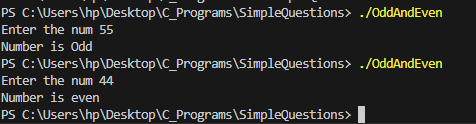 PS C:\Users\hp\Desktop\C_Programs\SimpleQuestions> ./OddAndEven
Enter the num 55
Number is Odd
PS C:\Users\hp\Desktop\C_Programs\SimpleQuestions> ./OddAndEven
Enter the num 44
Number is even
PS C:\Users\hp\Desktop\C_Programs\SimpleQuestions>